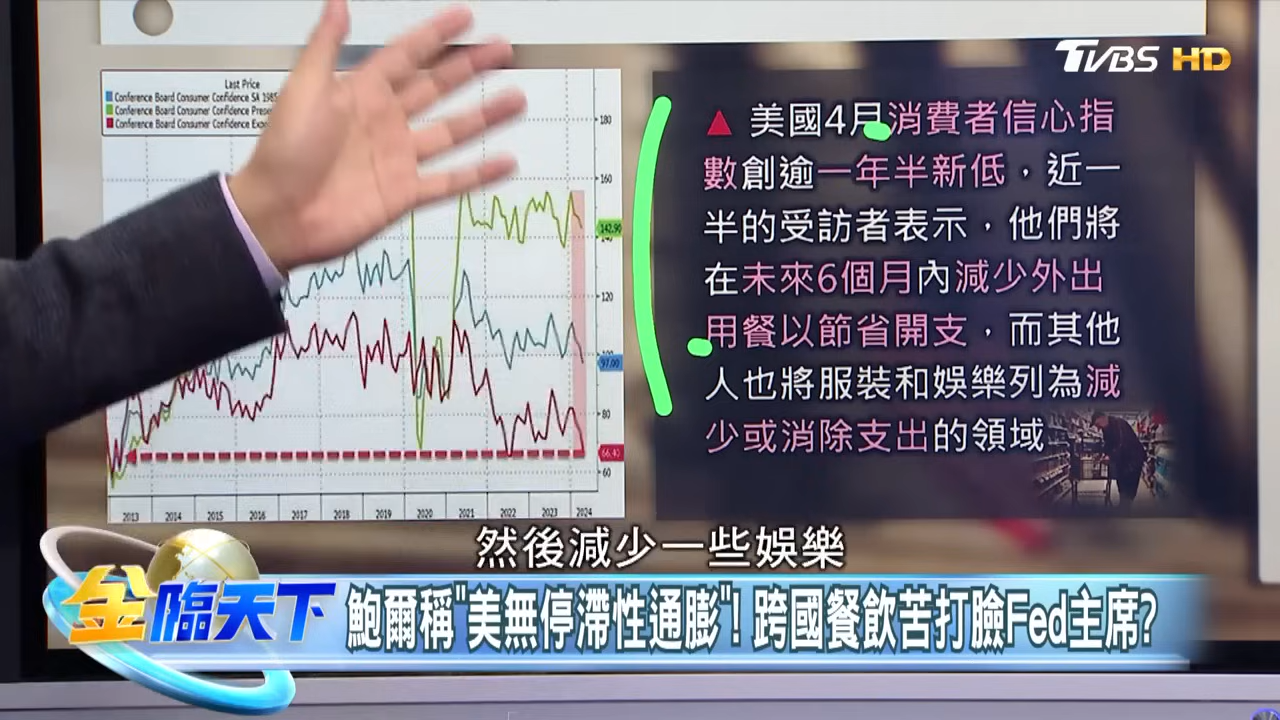 TVBS HD
Last Price
Conference Board Consumer Confidence SA 1985
Conference Board Consumer Confidence Prese
Conference Board Consumer Confidence Expe
180
160
142.90
140
120
100
97.00
80
66.40
60
2013 2014 2015 2016 2017 2018 2019 2020 2021 2022 2023 2024
▲ 美國4月消費者信心指
數創逾一年半新低，近一
半的受訪者表示，他們將
在未來6個月內減少外出
用餐以節省開支，而其他
人也將服裝和娛樂列為減
少或消除支出的領域
然後減少一些娛樂
金臨天下
鮑爾稱"美無停滯性通膨"! 跨國餐飲苦打臉Fed主席?